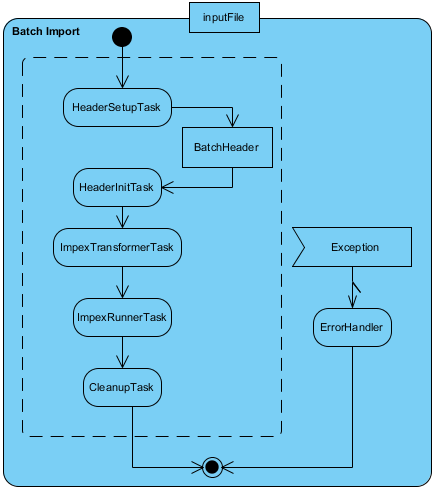 inputFile
Batch Import
HeaderSetupTask
BatchHeader
HeaderInitTask
ImpexTransformerTask
Exception
ImpexRunnerTask
ErrorHandler
CleanupTask